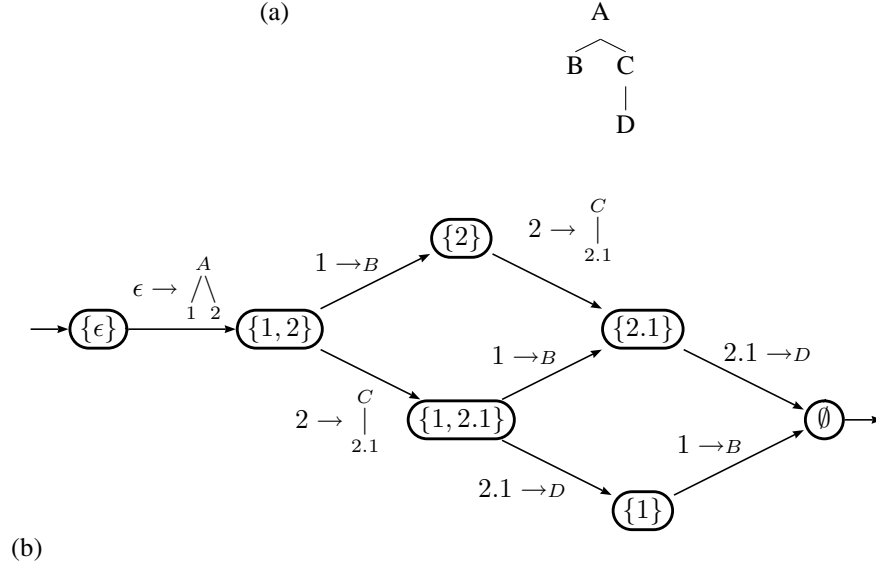 (a)
A
B C
D
{2}
2 → C
2.1
1 → B
ϵ → A
1 2
{ϵ}
{1, 2}
{2.1}
1 → B
2.1 → D
2 → C
2.1
{1, 2.1}
∅
1 → B
2.1 → D
{1}
(b)